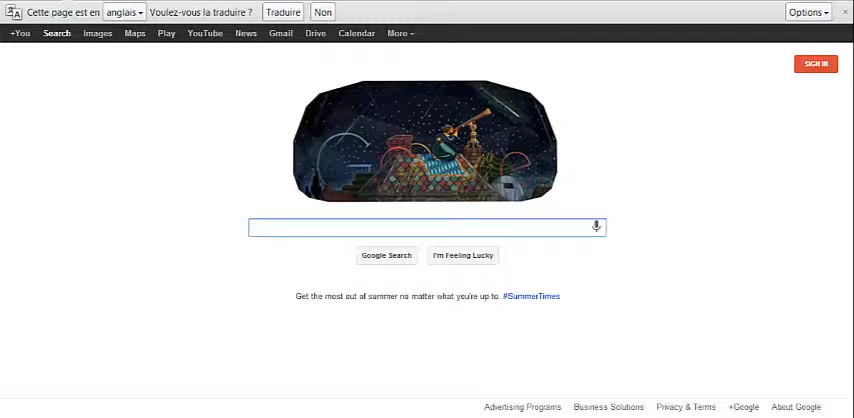 Cette page est en anglais Voulez-vous la traduire ? Traduire Non Options
+You Search Images Maps Play YouTube News Gmail Drive Calendar More
SIGN IN
Google Search I'm Feeling Lucky
Get the most out of summer no matter what you're up to. #SummerTimes
Advertising Programs Business Solutions Privacy & Terms +Google About Google